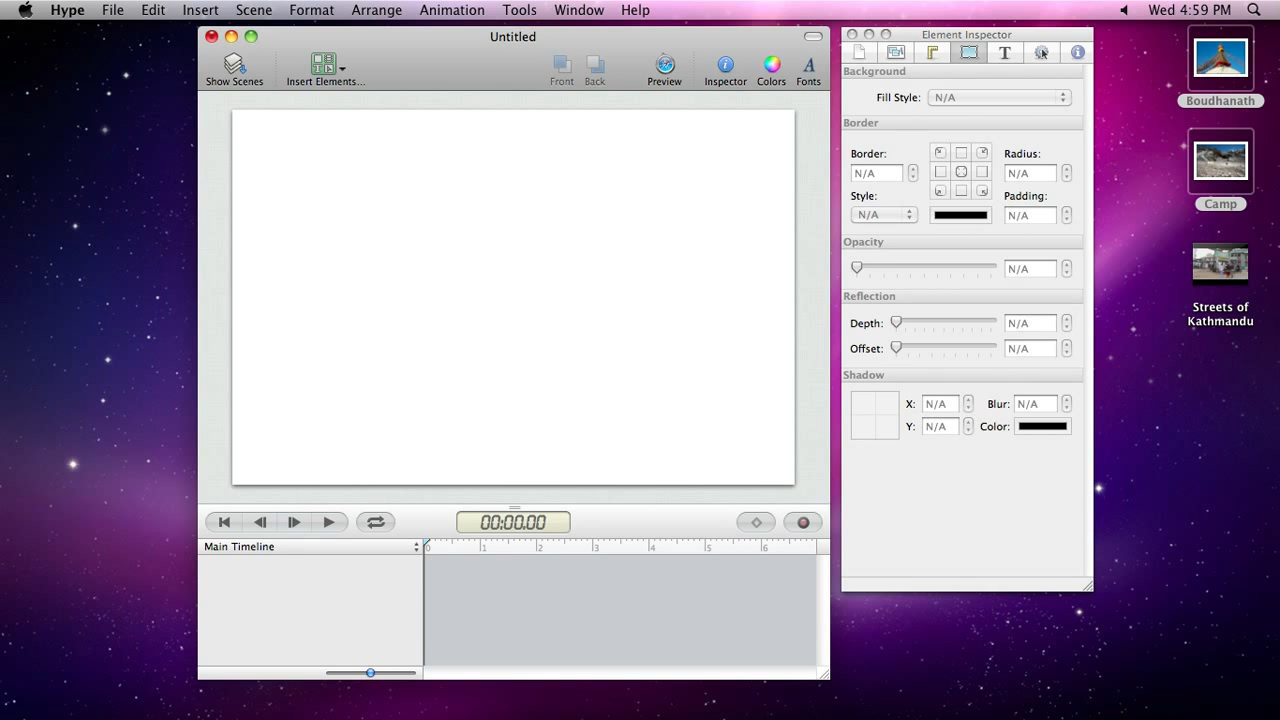 Hype File Edit Insert Scene Format Arrange Animation Tools Window Help Wed 4:59 PM
Untitled
Show Scenes Insert Elements... Front Back Preview Inspector Colors Fonts
00:00.00
Main Timeline 0 1 2 3 4 5 6
Element Inspector
Background
Fill Style: N/A
Border
Border: Radius:
N/A N/A
Style: Padding:
N/A N/A
Opacity
N/A
Reflection
Depth: N/A
Offset: N/A
Shadow
X: N/A Blur: N/A
Y: N/A Color:
Boudhanath
Camp
Streets of
Kathmandu